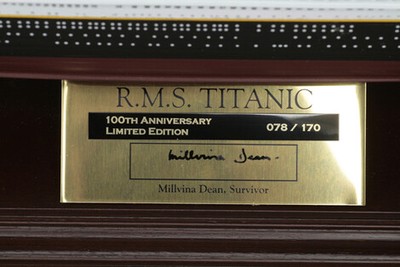 R.M.S. TITANIC
100TH ANNIVERSARY
LIMITED EDITION 078 / 170
Millvina Dean.
Millvina Dean, Survivor